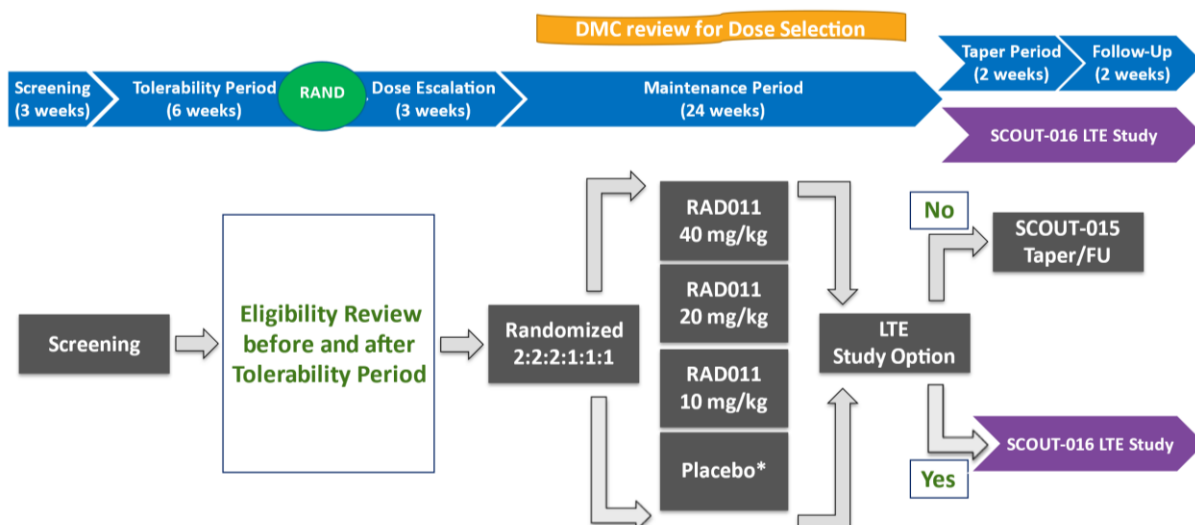 DMC review for Dose Selection
Screening
(3 weeks)
Tolerability Period
(6 weeks)
RAND
Dose Escalation
(3 weeks)
Maintenance Period
(24 weeks)
Taper Period
(2 weeks)
Follow-Up
(2 weeks)
SCOUT-016 LTE Study
Screening
Eligibility Review
before and after
Tolerability Period
Randomized
2:2:2:1:1:1
RAD011
40 mg/kg
RAD011
20 mg/kg
RAD011
10 mg/kg
Placebo*
LTE
Study Option
No
SCOUT-015
Taper/FU
Yes
SCOUT-016 LTE Study